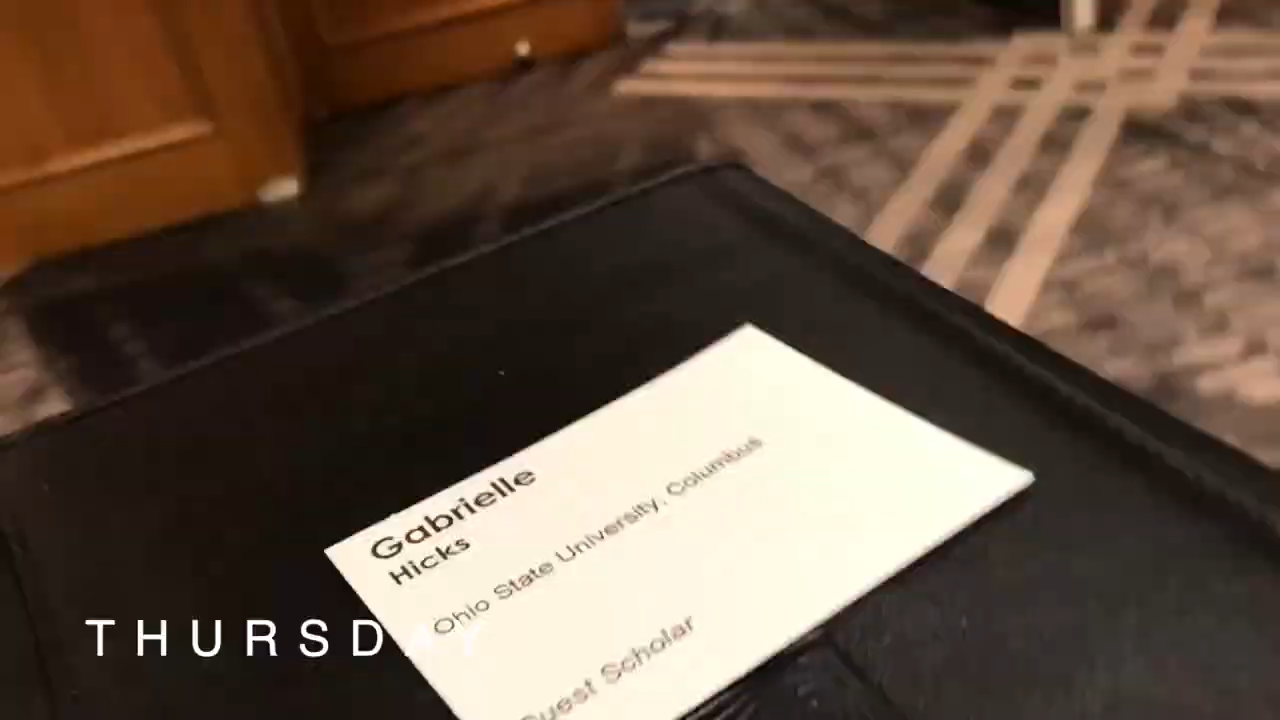 Gabrielle
Hicks
Ohio State University, Columbus
Guest Scholar
THURSDAY